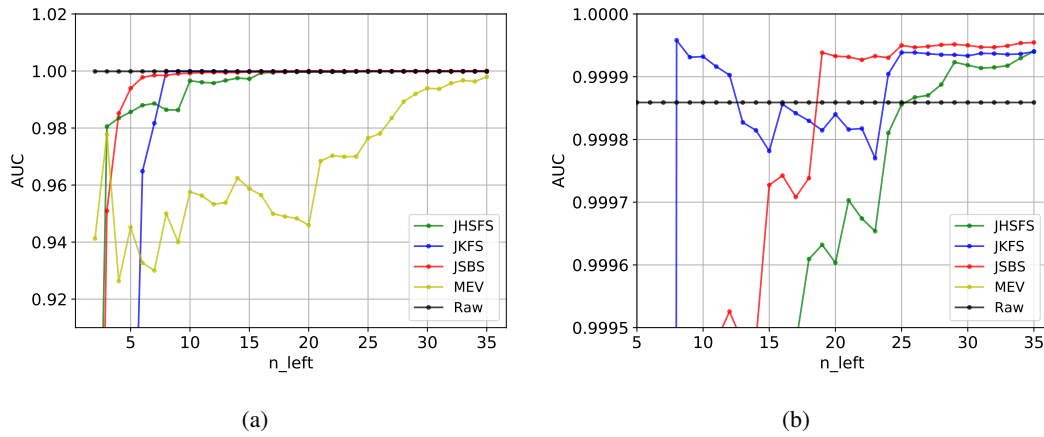 1.02
1.00
0.98
0.96
0.94
0.92
AUC
5 10 15 20 25 30 35
n_left
JHSFS
JKFS
JSBS
MEV
Raw
(a)
1.0000
0.9999
0.9998
0.9997
0.9996
0.9995
AUC
5 10 15 20 25 30 35
n_left
JHSFS
JKFS
JSBS
MEV
Raw
(b)